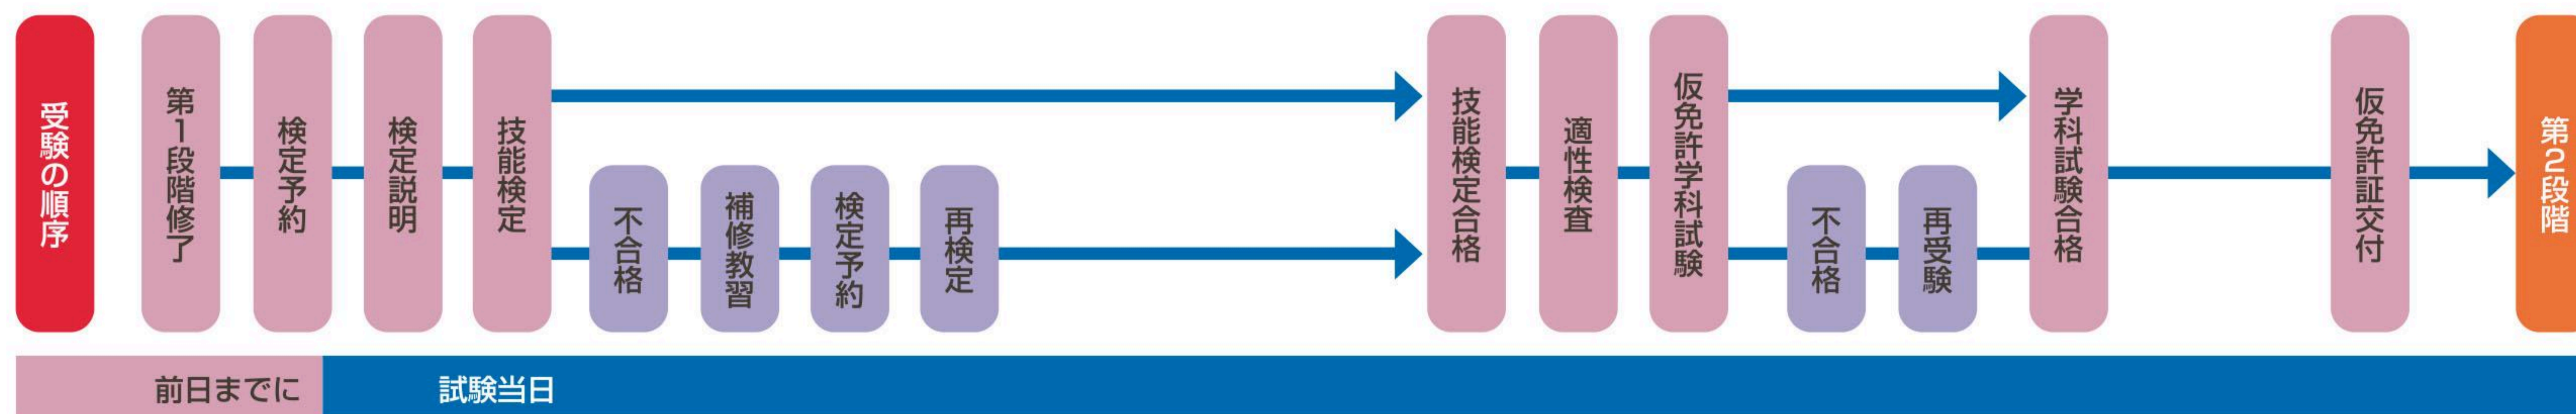 受験の順序
第1段階修了
検定予約
検定説明
技能検定
不合格
補修教習
検定予約
再検定
技能検定合格
適性検査
仮免許学科試験
不合格
再受験
学科試験合格
仮免許証交付
第2段階
前日までに
試験当日